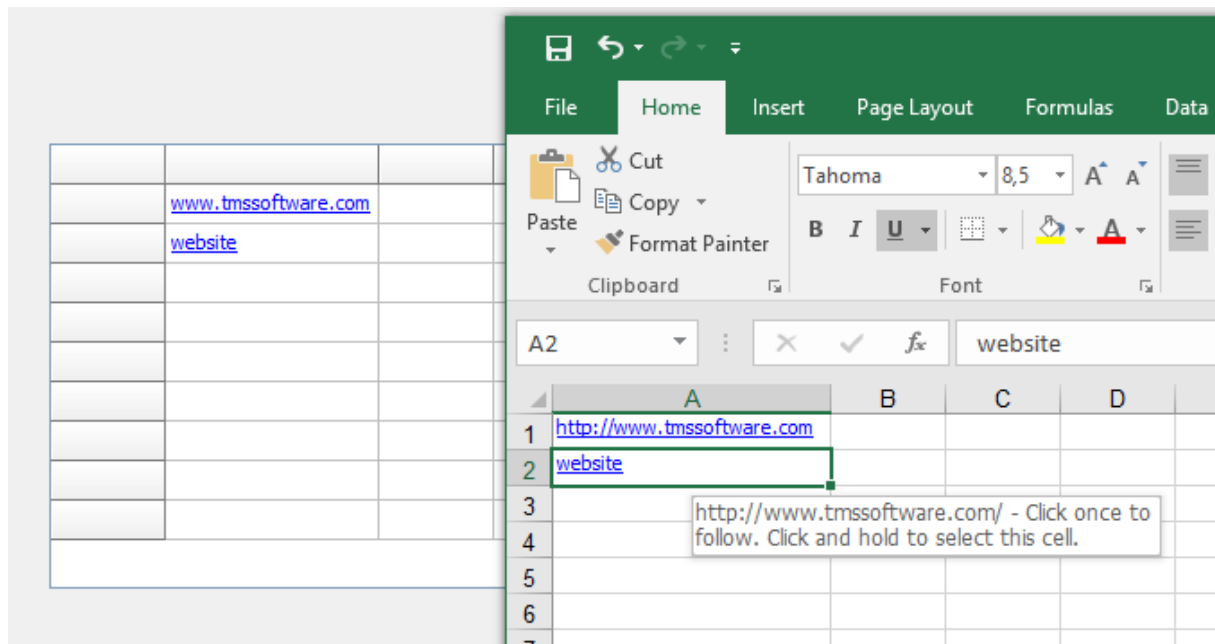 www.tmssoftware.com
website
File Home Insert Page Layout Formulas Data
Cut
Copy
Format Painter
Paste
Clipboard
Tahoma 8,5 A A
B I U A
Font
A2 fx website
A B C D
1 http://www.tmssoftware.com
2 website
3
http://www.tmssoftware.com/ - Click once to
follow. Click and hold to select this cell.
4
5
6